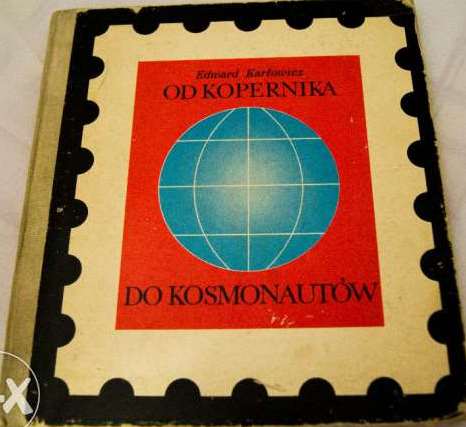 Edward Karłowicz
OD KOPERNIKA
DO KOSMONAUTÓW
X